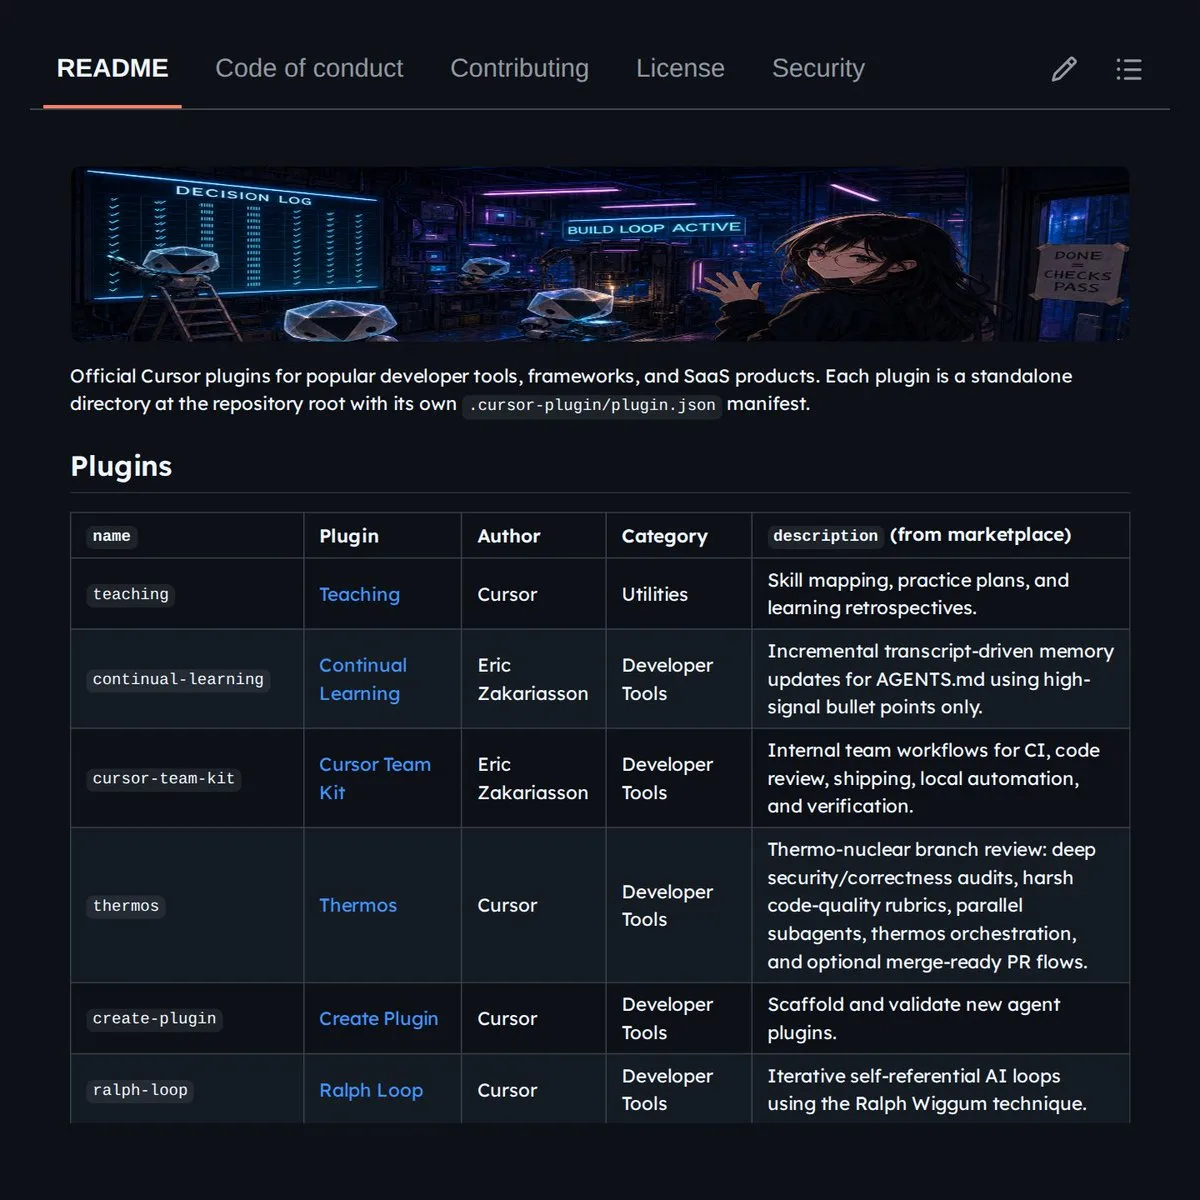 README Code of conduct Contributing License Security
DECISION LOG
BUILD LOOP ACTIVE
DONE
=
CHECKS
PASS
Official Cursor plugins for popular developer tools, frameworks, and SaaS products. Each plugin is a standalone
directory at the repository root with its own .cursor-plugin/plugin.json manifest.
Plugins
name Plugin Author Category description (from marketplace)
teaching Teaching Cursor Utilities Skill mapping, practice plans, and
learning retrospectives.
continual-learning Continual
Learning Eric
Zakariasson Developer
Tools Incremental transcript-driven memory
updates for AGENTS.md using high-
signal bullet points only.
cursor-team-kit Cursor Team
Kit Eric
Zakariasson Developer
Tools Internal team workflows for CI, code
review, shipping, local automation,
and verification.
thermos Thermos Cursor Developer
Tools Thermo-nuclear branch review: deep
security/correctness audits, harsh
code-quality rubrics, parallel
subagents, thermos orchestration,
and optional merge-ready PR flows.
create-plugin Create Plugin Cursor Developer
Tools Scaffold and validate new agent
plugins.
ralph-loop Ralph Loop Cursor Developer
Tools Iterative self-referential AI loops
using the Ralph Wiggum technique.